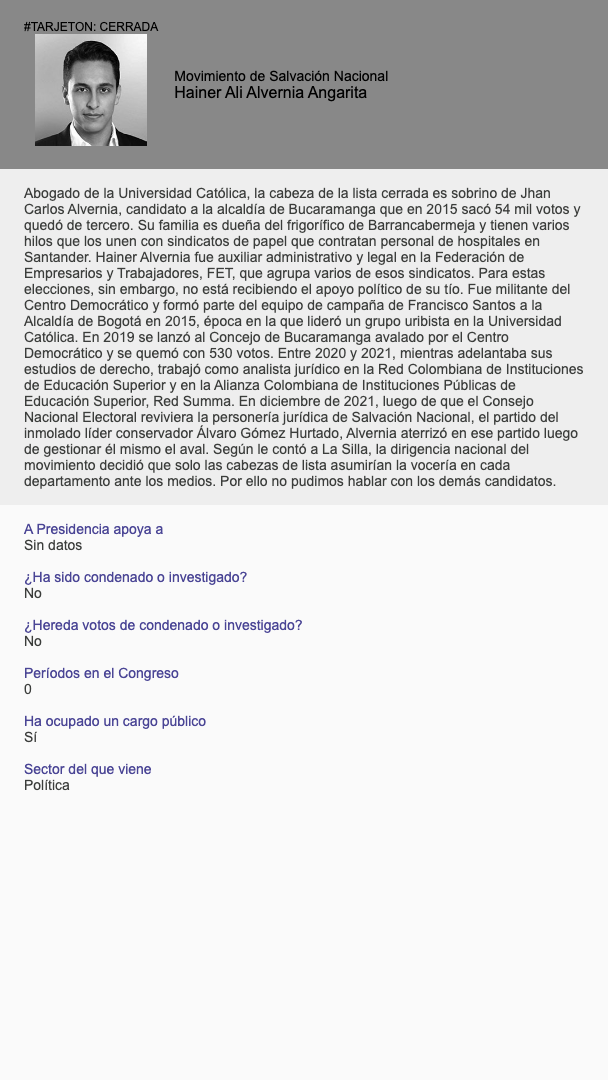 #TARJETON: CERRADA
Movimiento de Salvación Nacional
Hainer Ali Alvernia Angarita
Abogado de la Universidad Católica, la cabeza de la lista cerrada es sobrino de Jhan
Carlos Alvernia, candidato a la alcaldía de Bucaramanga que en 2015 sacó 54 mil votos y
quedó de tercero. Su familia es dueña del frigorífico de Barrancabermeja y tienen varios
hilos que los unen con sindicatos de papel que contratan personal de hospitales en
Santander. Hainer Alvernia fue auxiliar administrativo y legal en la Federación de
Empresarios y Trabajadores, FET, que agrupa varios de esos sindicatos. Para estas
elecciones, sin embargo, no está recibiendo el apoyo político de su tío. Fue militante del
Centro Democrático y formó parte del equipo de campaña de Francisco Santos a la
Alcaldía de Bogotá en 2015, época en la que lideró un grupo uribista en la Universidad
Católica. En 2019 se lanzó al Concejo de Bucaramanga avalado por el Centro
Democrático y se quemó con 530 votos. Entre 2020 y 2021, mientras adelantaba sus
estudios de derecho, trabajó como analista jurídico en la Red Colombiana de Instituciones
de Educación Superior y en la Alianza Colombiana de Instituciones Públicas de
Educación Superior, Red Summa. En diciembre de 2021, luego de que el Consejo
Nacional Electoral reviviera la personería jurídica de Salvación Nacional, el partido del
inmolado líder conservador Álvaro Gómez Hurtado, Alvernia aterrizó en ese partido luego
de gestionar él mismo el aval. Según le contó a La Silla, la dirigencia nacional del
movimiento decidió que solo las cabezas de lista asumirían la vocería en cada
departamento ante los medios. Por ello no pudimos hablar con los demás candidatos.
A Presidencia apoya a
Sin datos
¿Ha sido condenado o investigado?
No
¿Hereda votos de condenado o investigado?
No
Períodos en el Congreso
0
Ha ocupado un cargo público
Sí
Sector del que viene
Política